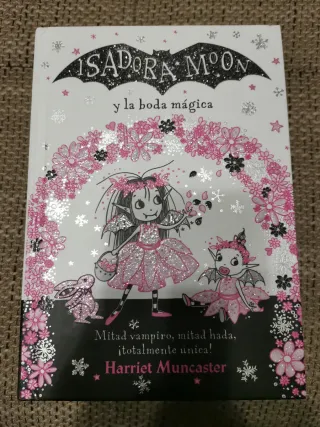 ISADORA MOON
y la boda mágica
Mitad vampiro, mitad hada,
¡totalmente única!
Harriet Muncaster